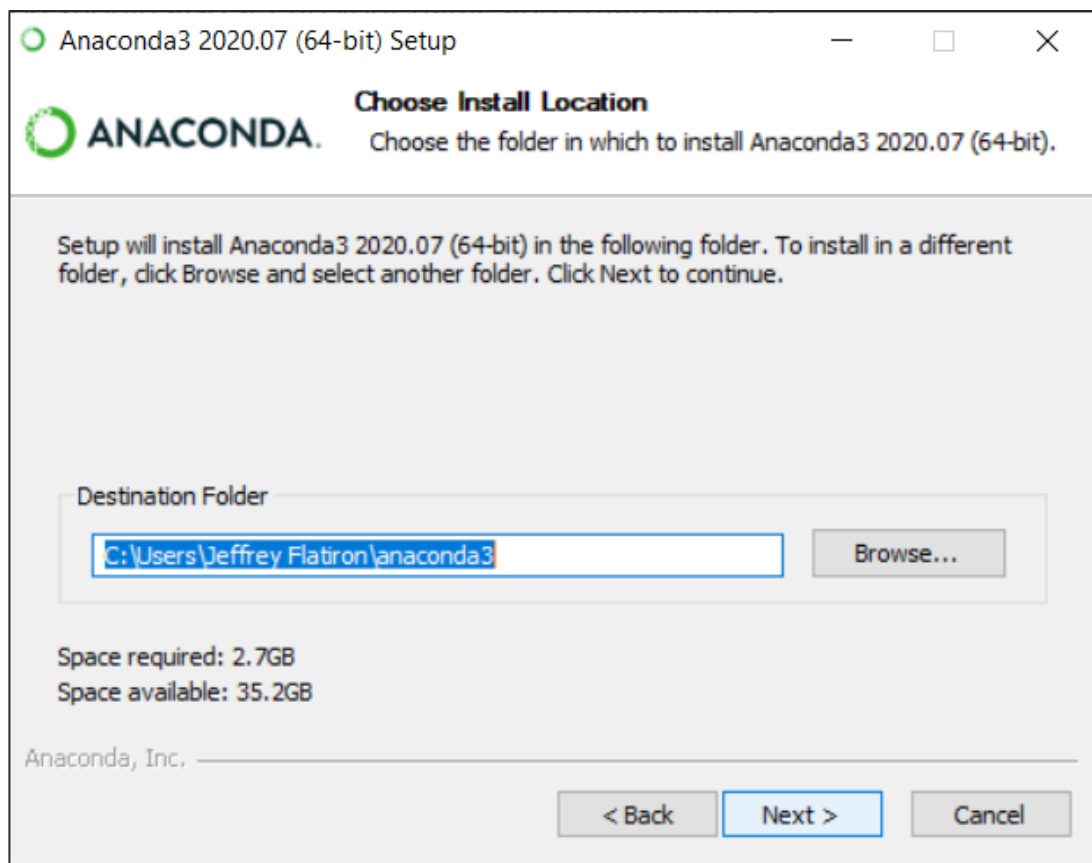 Anaconda3 2020.07 (64-bit) Setup
ANACONDA.
Choose Install Location
Choose the folder in which to install Anaconda3 2020.07 (64-bit).
Setup will install Anaconda3 2020.07 (64-bit) in the following folder. To install in a different
folder, click Browse and select another folder. Click Next to continue.
Destination Folder
C:\Users\Jeffrey Flatiron\anaconda3
Browse...
Space required: 2.7GB
Space available: 35.2GB
Anaconda, Inc.
< Back
Next >
Cancel